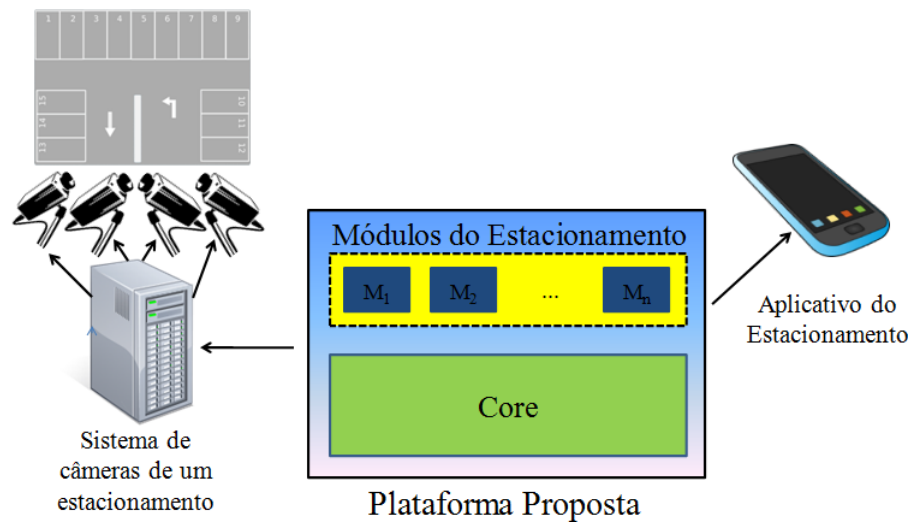 1 2 3 4 5 6 7 8 9
15
14
13
10
11
12
Módulos do Estacionamento
M1 M2 ... Mn
Core
Plataforma Proposta
Sistema de
câmeras de um
estacionamento
Aplicativo do
Estacionamento